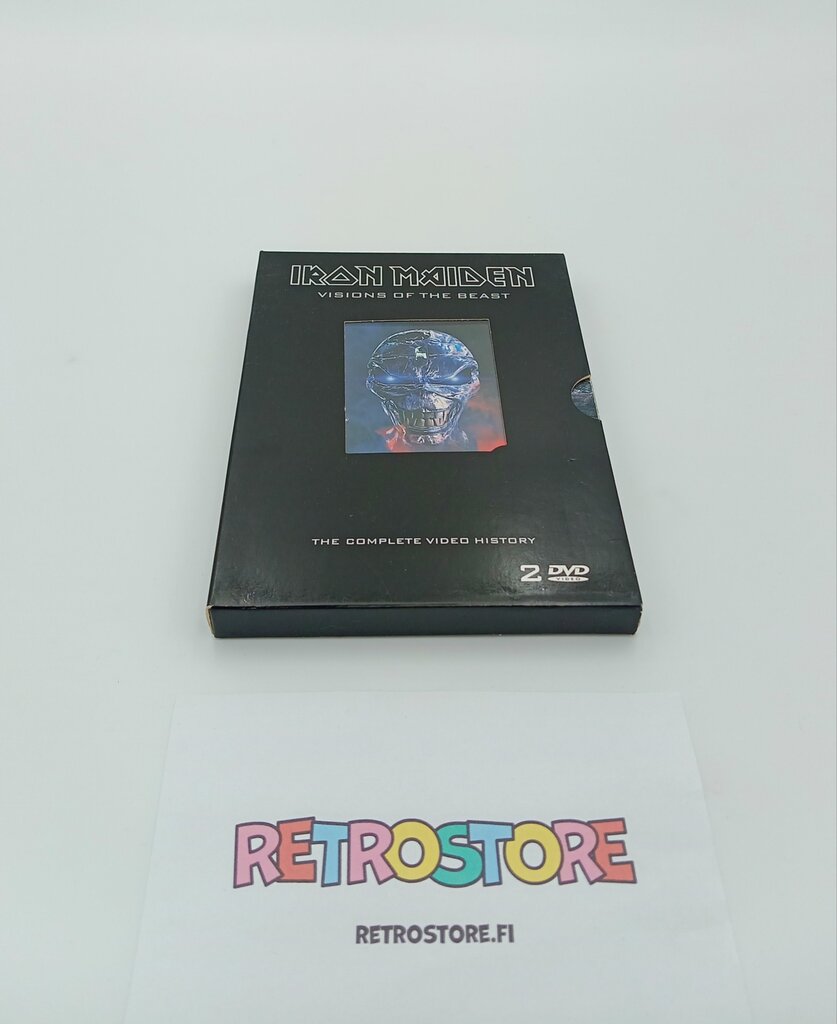 IRON MAIDEN
VISIONS OF THE BEAST
THE COMPLETE VIDEO HISTORY
2 DVD
VIDEO
RETROSTORE
RETROSTORE.FI